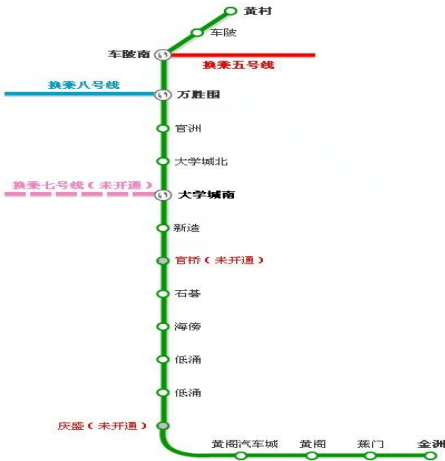 黄村
车陂
车陂南
换乘五号线
换乘八号线
万胜围
官洲
大学城北
换乘七号线（未开通）
大学城南
新造
官桥（未开通）
石碁
海傍
低涌
低涌
庆盛（未开通）
黄阁汽车城
黄阁
蕉门
金洲